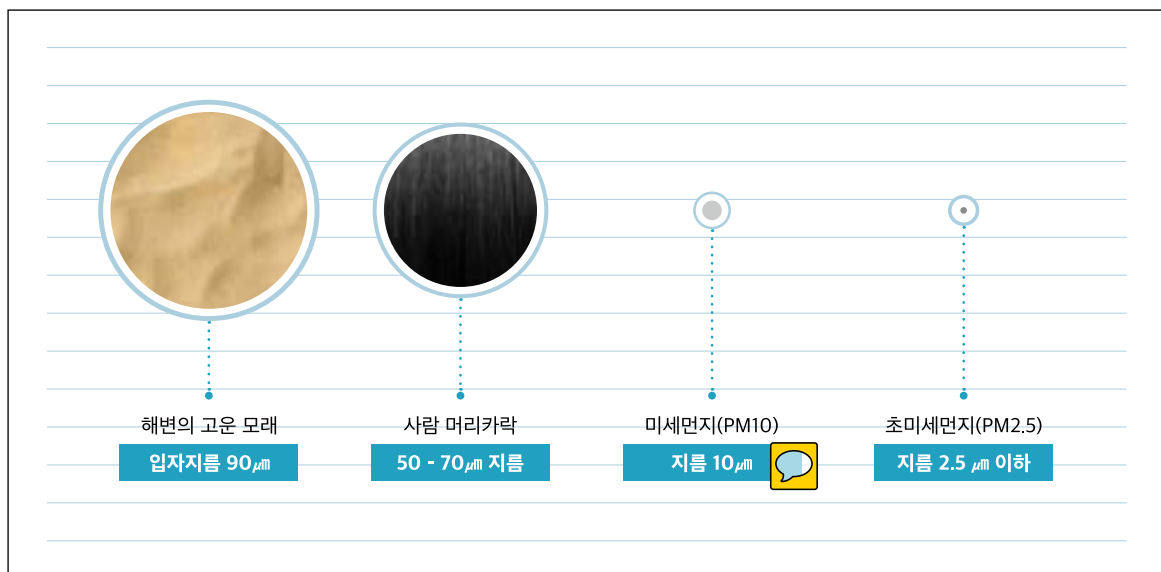 해변의 고운 모래
입자지름 90㎛
사람 머리카락
50 - 70㎛ 지름
미세먼지(PM10)
지름 10㎛
초미세먼지(PM2.5)
지름 2.5 ㎛ 이하